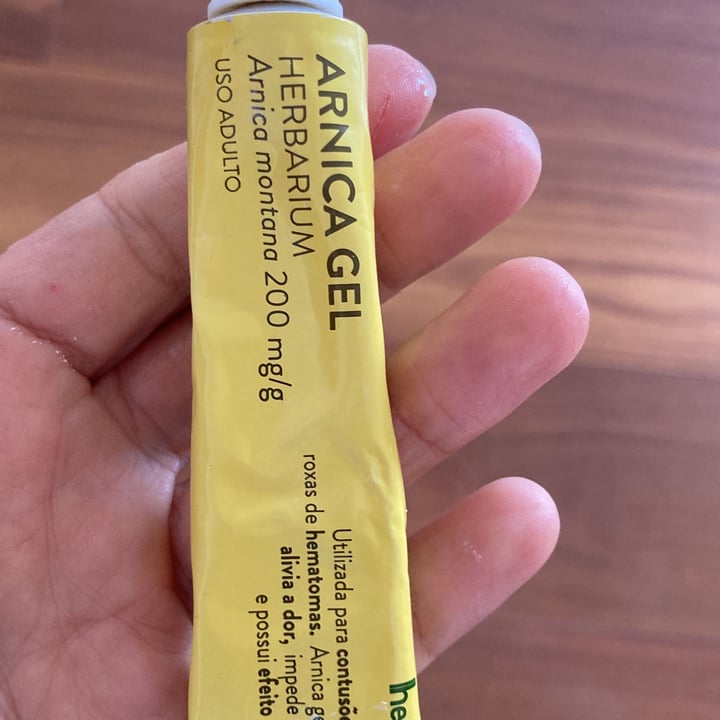 ARNICA GEL
HERBARIUM
Arnica montana 200 mg/g
USO ADULTO
Utilizada para
roxas de hematomas. Arnica
alivia a dor, impede
e possui efeito